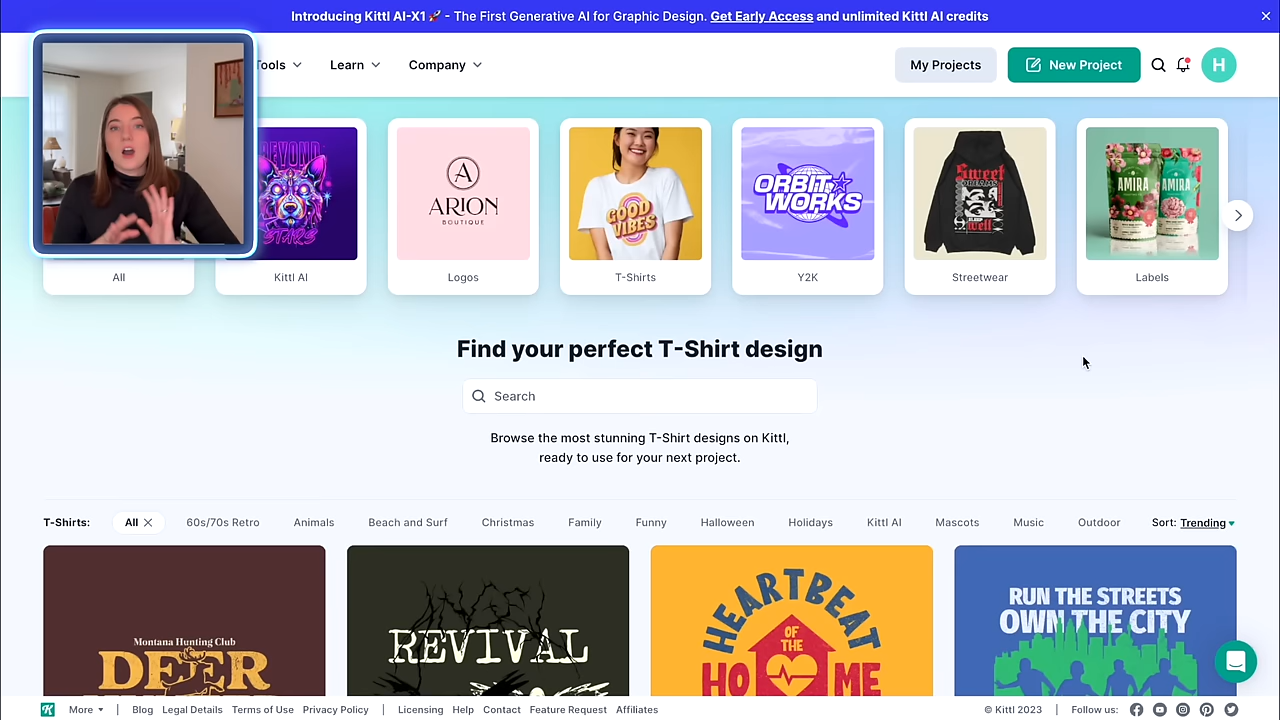 Introducing Kittl AI-X1🚀 - The First Generative AI for Graphic Design. Get Early Access and unlimited Kittl AI credits
Tools
Learn
Company
My Projects
New Project
H
BEYOND
STARS
A
ARION
BOUTIQUE
GOOD
VIBES
ORBIT
WORKS
Sweet
DREAMS
SLEEP
well
AMIRA
AMIRA
All
Kittl AI
Logos
T-Shirts
Y2K
Streetwear
Labels
Find your perfect T-Shirt design
Search
Browse the most stunning T-Shirt designs on Kittl,
ready to use for your next project.
T-Shirts: All 60s/70s Retro Animals Beach and Surf Christmas Family Funny Halloween Holidays Kittl AI Mascots Music Outdoor Sort: Trending
Montana Hunting Club
DEER
REVIVAL
HEARTBEAT
OF
THE
HOME
RUN THE STREETS
OWN THE CITY
K More | Blog Legal Details Terms of Use Privacy Policy | Licensing Help Contact Feature Request Affiliates © Kittl 2023 | Follow us: